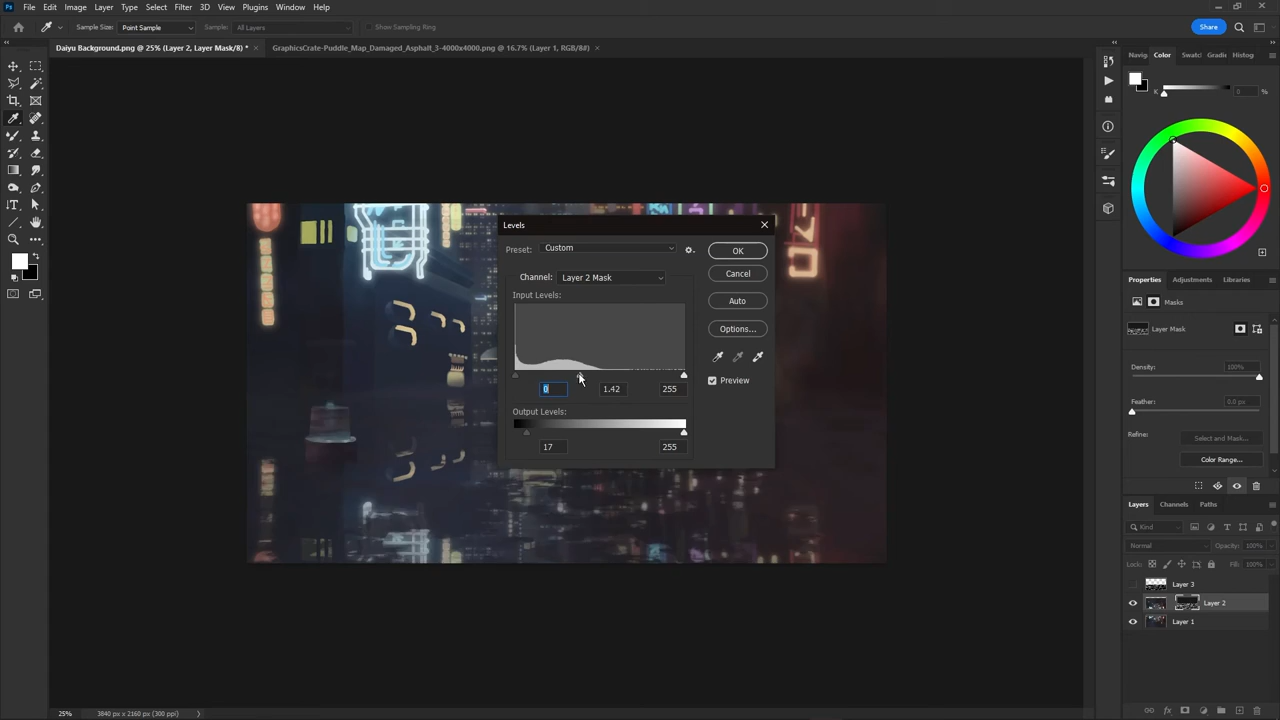 Ps File Edit Image Layer Type Select Filter 3D View Plugins Window Help
Sample Size: Point Sample Sample: All Layers Show Sampling Ring Share
Daiyu Background.png @ 25% (Layer 2, Layer Mask/8) * ×
GraphicsCrate-Puddle_Map_Damaged_Asphalt_3-4000x4000.png @ 16.7% (Layer 1, RGB/8#) ×
Navig Color Swatc Gradi Histog
K 0 %
Levels
Preset: Custom
OK
Channel: Layer 2 Mask
Cancel
Input Levels:
Auto
Options...
0 1.42 255
Preview
Output Levels:
17 255
Properties Adjustments Libraries
Masks
Layer Mask
Density: 100%
Feather: 0.0 px
Refine: Select and Mask...
Color Range...
Layers Channels Paths
Kind
Normal Opacity: 100%
Lock: Fill: 100%
Layer 3
Layer 2
Layer 1
25% 3840 px x 2160 px (300 ppi)